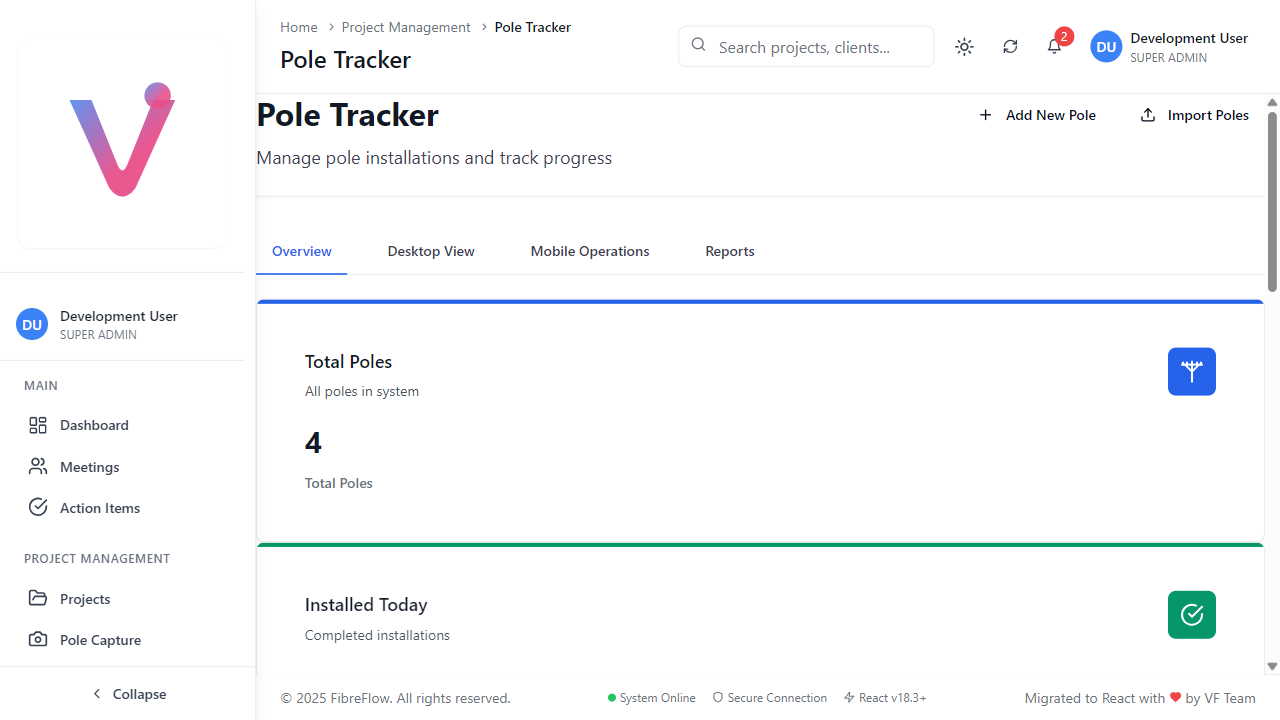 Home > Project Management > Pole Tracker
Pole Tracker
Search projects, clients...
2
DU
Development User
SUPER ADMIN
DU
Development User
SUPER ADMIN
MAIN
Dashboard
Meetings
Action Items
PROJECT MANAGEMENT
Projects
Pole Capture
Collapse
Pole Tracker
Manage pole installations and track progress
Add New Pole
Import Poles
Overview
Desktop View
Mobile Operations
Reports
Total Poles
All poles in system
4
Total Poles
Installed Today
Completed installations
© 2025 FibreFlow. All rights reserved.
System Online
Secure Connection
React v18.3+
Migrated to React with ❤ by VF Team